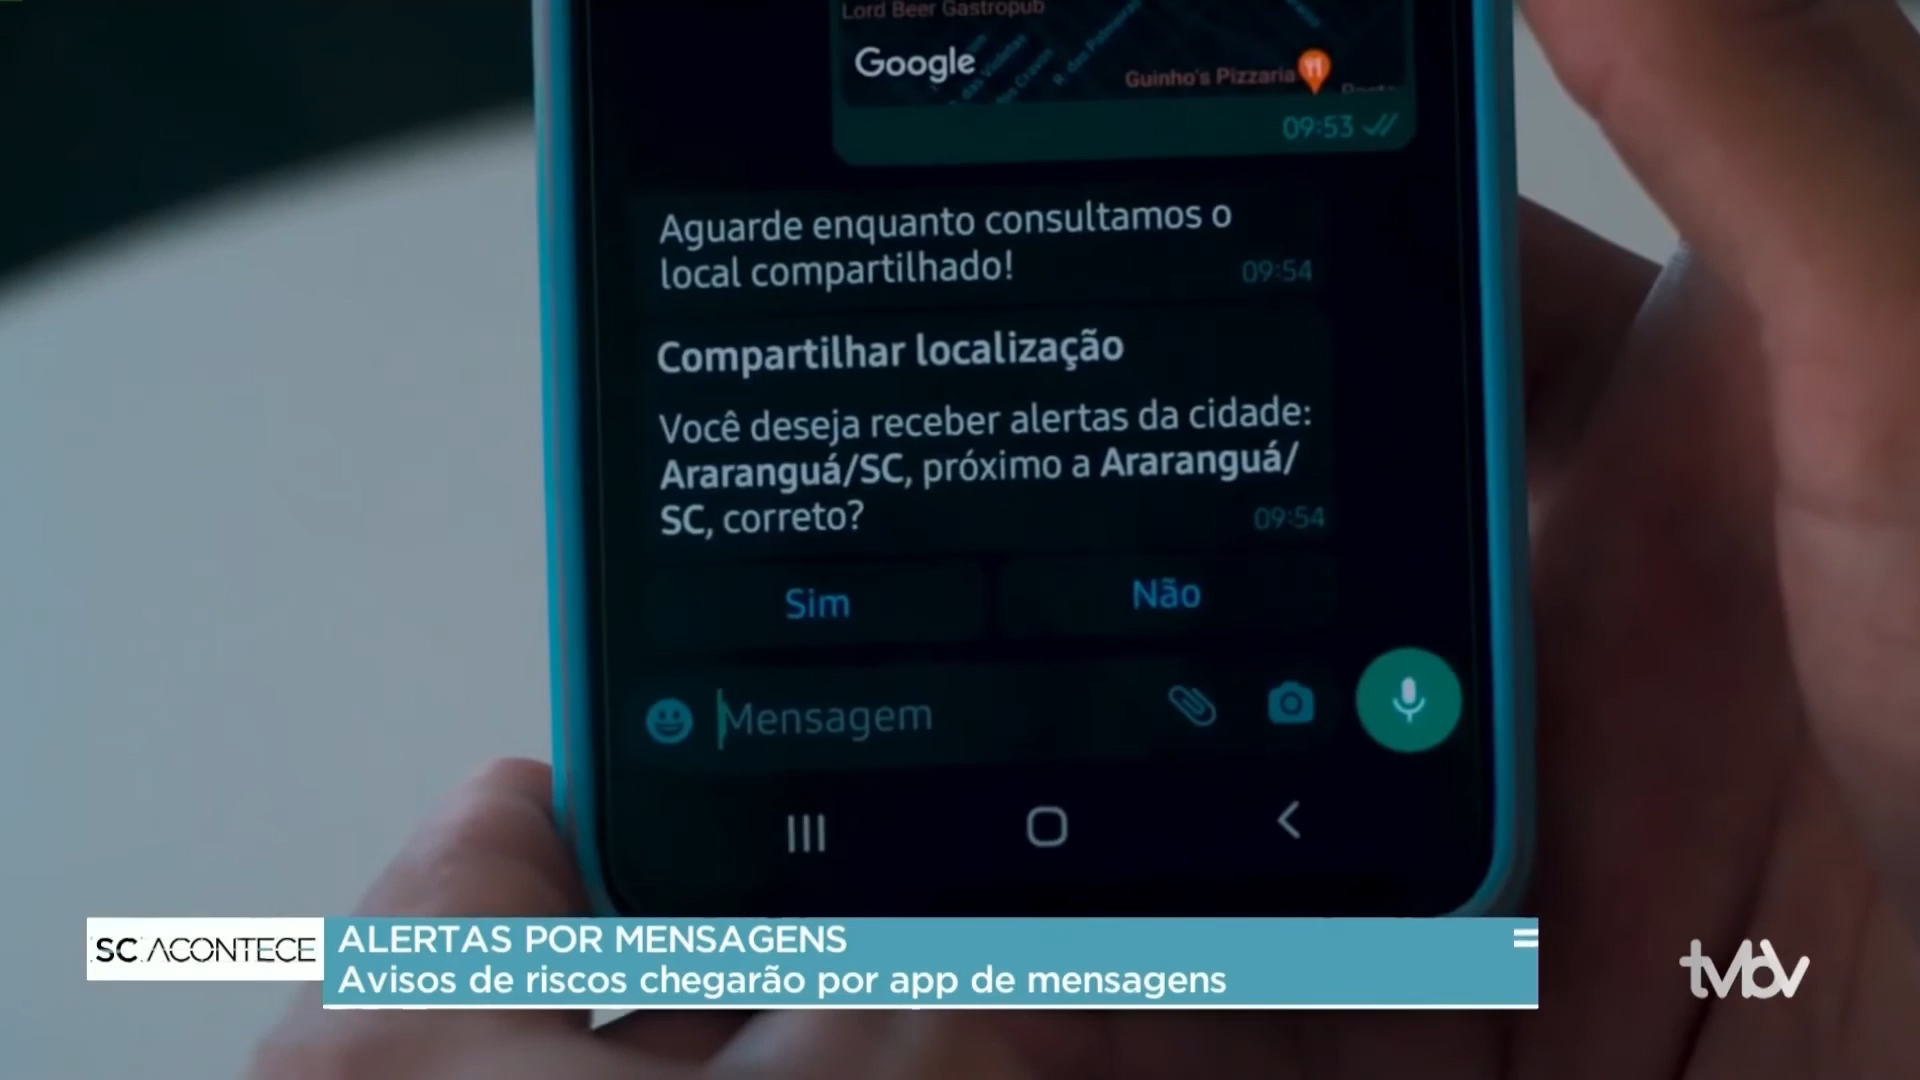 Lord Beer Gastropub
Google
R. das Palmeiras
Guinho's Pizzaria
09:53
Aguarde enquanto consultamos o
local compartilhado!
09:54
Compartilhar localização
Você deseja receber alertas da cidade:
Araranguá/SC, próximo a Araranguá/
SC, correto?
09:54
Sim
Não
Mensagem
SC ACONTECE
ALERTAS POR MENSAGENS
Avisos de riscos chegarão por app de mensagens
tvbv